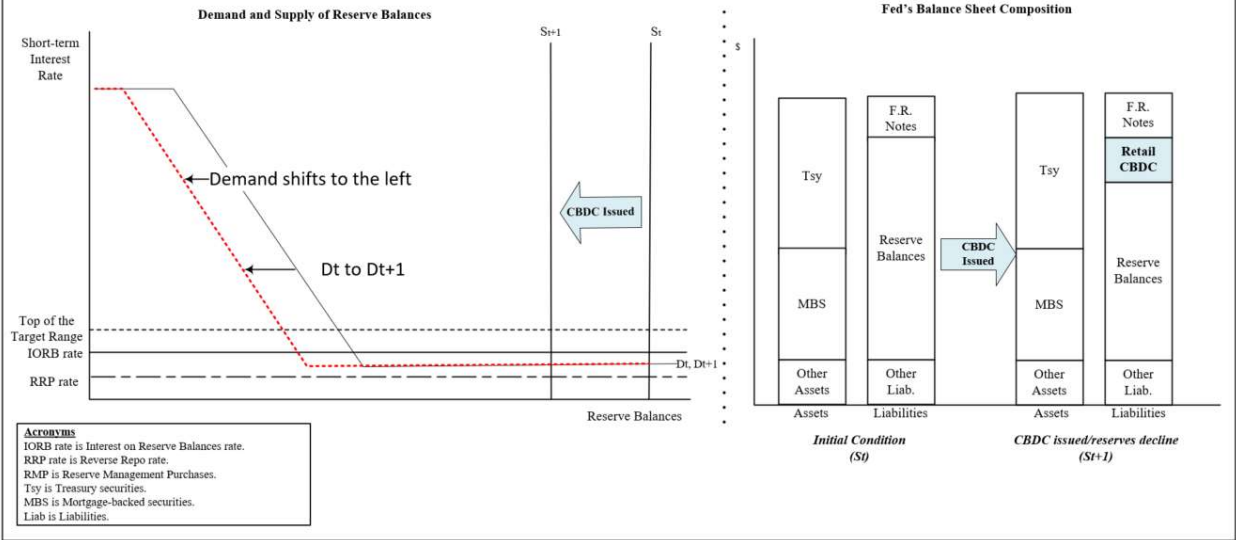 Demand and Supply of Reserve Balances
Short-term
Interest
Rate
St+1
St
Demand shifts to the left
CBDC Issued
Dt to Dt+1
Top of the
Target Range
IORB rate
RRP rate
Dt, Dt+1
Reserve Balances
Acronyms
IORB rate is Interest on Reserve Balances rate.
RRP rate is Reverse Repo rate.
RMP is Reserve Management Purchases.
Tsy is Treasury securities.
MBS is Mortgage-backed securities.
Liab is Liabilities.
Fed's Balance Sheet Composition
$
Tsy
MBS
Other
Assets
Assets
F.R.
Notes
Reserve
Balances
Other
Liab.
Liabilities
Initial Condition
(St)
CBDC
Issued
Tsy
MBS
Other
Assets
Assets
F.R.
Notes
Retail
CBDC
Reserve
Balances
Other
Liab.
Liabilities
CBDC issued/reserves decline
(St+1)